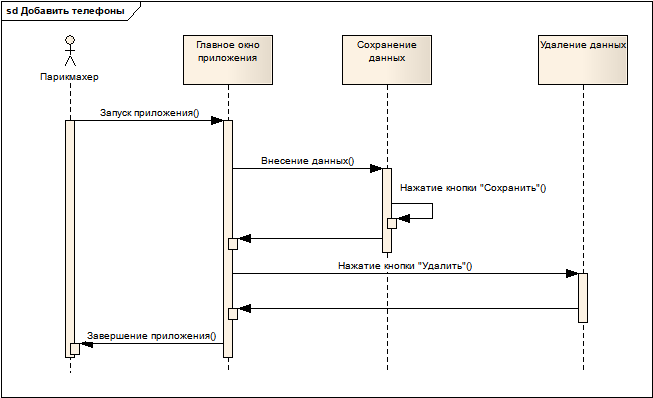 sd Добавить телефоны
Парикмахер
Главное окно
приложения
Сохранение
данных
Удаление данных
Запуск приложения()
Внесение данных()
Нажатие кнопки "Сохранить"()
Нажатие кнопки "Удалить"()
Завершение приложения()